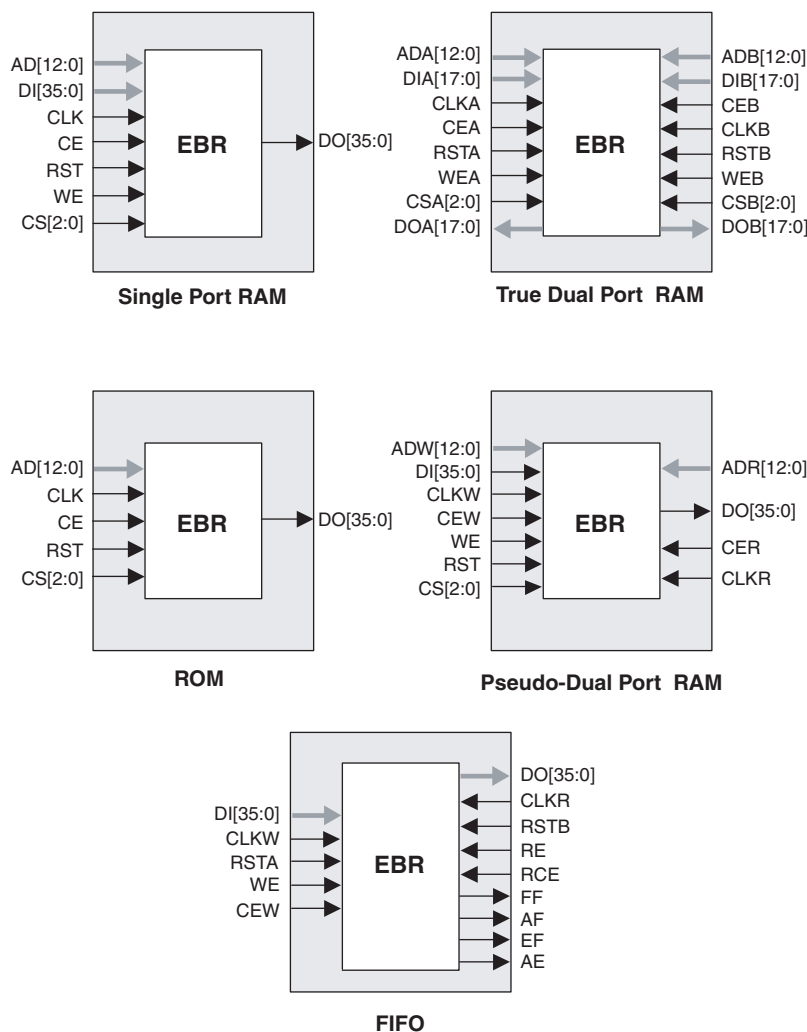 AD[12:0]
DI[35:0]
CLK
CE
RST
WE
CS[2:0]
EBR
DO[35:0]
Single Port RAM
ADA[12:0]
DIA[17:0]
CLKA
CEA
RSTA
WEA
CSA[2:0]
DOA[17:0]
EBR
ADB[12:0]
DIB[17:0]
CEB
CLKB
RSTB
WEB
CSB[2:0]
DOB[17:0]
True Dual Port RAM
AD[12:0]
CLK
CE
RST
CS[2:0]
EBR
DO[35:0]
ROM
ADW[12:0]
DI[35:0]
CLKW
CEW
WE
RST
CS[2:0]
EBR
ADR[12:0]
DO[35:0]
CER
CLKR
Pseudo-Dual Port RAM
DI[35:0]
CLKW
RSTA
WE
CEW
EBR
DO[35:0]
CLKR
RSTB
RE
RCE
FF
AF
EF
AE
FIFO